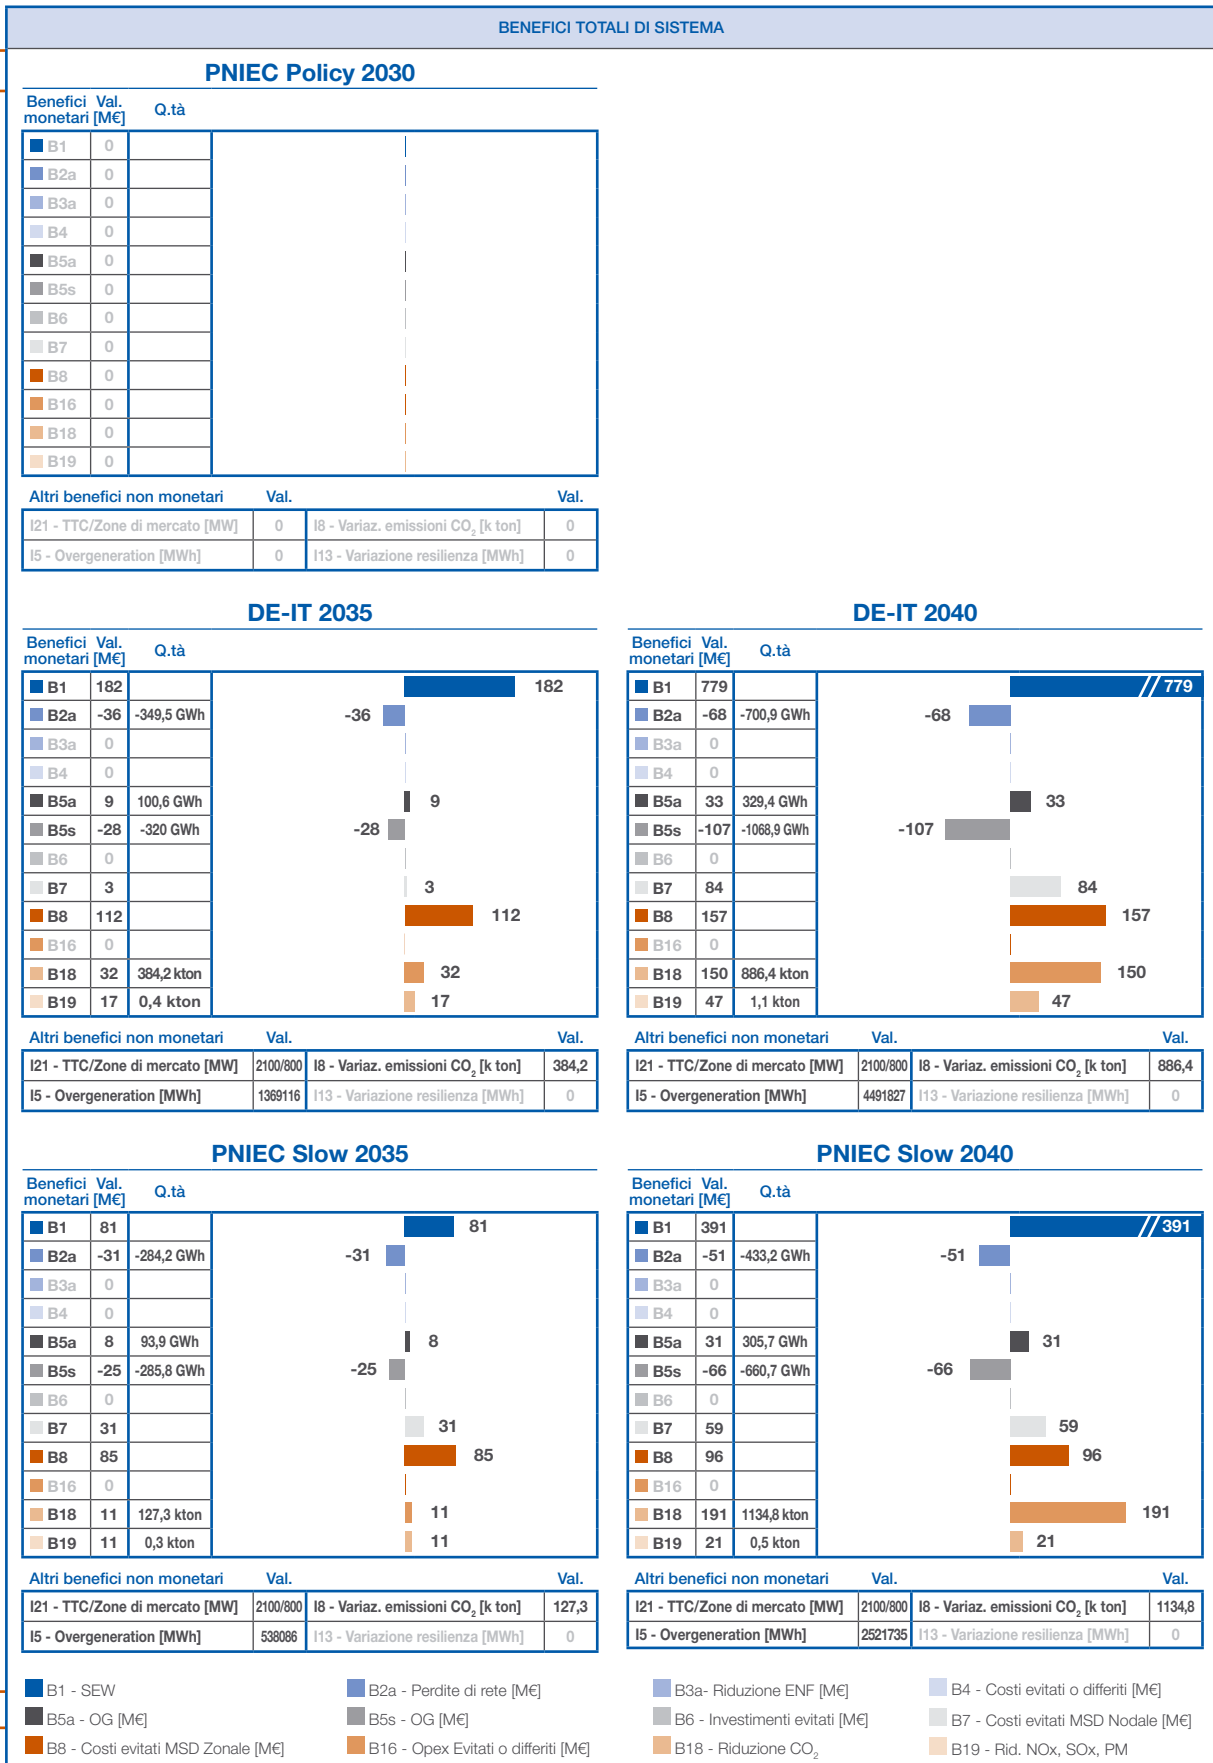 BENEFICI TOTALI DI SISTEMA
PNIEC Policy 2030
Benefici monetari Val. [M€] Q.tà
B1 0
B2a 0
B3a 0
B4 0
B5a 0
B5s 0
B6 0
B7 0
B8 0
B16 0
B18 0
B19 0
Altri benefici non monetari Val. Val.
I21 - TTC/Zone di mercato [MW] 0 I8 - Variaz. emissioni CO2 [k ton] 0
I5 - Overgeneration [MWh] 0 I13 - Variazione resilienza [MWh] 0
DE-IT 2035
Benefici monetari Val. [M€] Q.tà
B1 182 182
B2a -36 -349,5 GWh -36
B3a 0
B4 0
B5a 9 100,6 GWh 9
B5s -28 -320 GWh -28
B6 0
B7 3 3
B8 112 112
B16 0
B18 32 384,2 kton 32
B19 17 0,4 kton 17
Altri benefici non monetari Val. Val.
I21 - TTC/Zone di mercato [MW] 2100/800 I8 - Variaz. emissioni CO2 [k ton] 384,2
I5 - Overgeneration [MWh] 1369116 I13 - Variazione resilienza [MWh] 0
DE-IT 2040
Benefici monetari Val. [M€] Q.tà
B1 779 779
B2a -68 -700,9 GWh -68
B3a 0
B4 0
B5a 33 329,4 GWh 33
B5s -107 -1068,9 GWh -107
B6 0
B7 84 84
B8 157 157
B16 0
B18 150 886,4 kton 150
B19 47 1,1 kton 47
Altri benefici non monetari Val. Val.
I21 - TTC/Zone di mercato [MW] 2100/800 I8 - Variaz. emissioni CO2 [k ton] 886,4
I5 - Overgeneration [MWh] 4491827 I13 - Variazione resilienza [MWh] 0
PNIEC Slow 2035
Benefici monetari Val. [M€] Q.tà
B1 81 81
B2a -31 -284,2 GWh -31
B3a 0
B4 0
B5a 8 93,9 GWh 8
B5s -25 -285,8 GWh -25
B6 0
B7 31 31
B8 85 85
B16 0
B18 11 127,3 kton 11
B19 11 0,3 kton 11
Altri benefici non monetari Val. Val.
I21 - TTC/Zone di mercato [MW] 2100/800 I8 - Variaz. emissioni CO2 [k ton] 127,3
I5 - Overgeneration [MWh] 538086 I13 - Variazione resilienza [MWh] 0
PNIEC Slow 2040
Benefici monetari Val. [M€] Q.tà
B1 391 391
B2a -51 -433,2 GWh -51
B3a 0
B4 0
B5a 31 305,7 GWh 31
B5s -66 -660,7 GWh -66
B6 0
B7 59 59
B8 96 96
B16 0
B18 191 1134,8 kton 191
B19 21 0,5 kton 21
Altri benefici non monetari Val. Val.
I21 - TTC/Zone di mercato [MW] 2100/800 I8 - Variaz. emissioni CO2 [k ton] 1134,8
I5 - Overgeneration [MWh] 2521735 I13 - Variazione resilienza [MWh] 0
B1 - SEW B2a - Perdite di rete [M€] B3a- Riduzione ENF [M€] B4 - Costi evitati o differiti [M€]
B5a - OG [M€] B5s - OG [M€] B6 - Investimenti evitati [M€] B7 - Costi evitati MSD Nodale [M€]
B8 - Costi evitati MSD Zonale [M€] B16 - Opex Evitati o differiti [M€] B18 - Riduzione CO2 B19 - Rid. NOx, SOx, PM